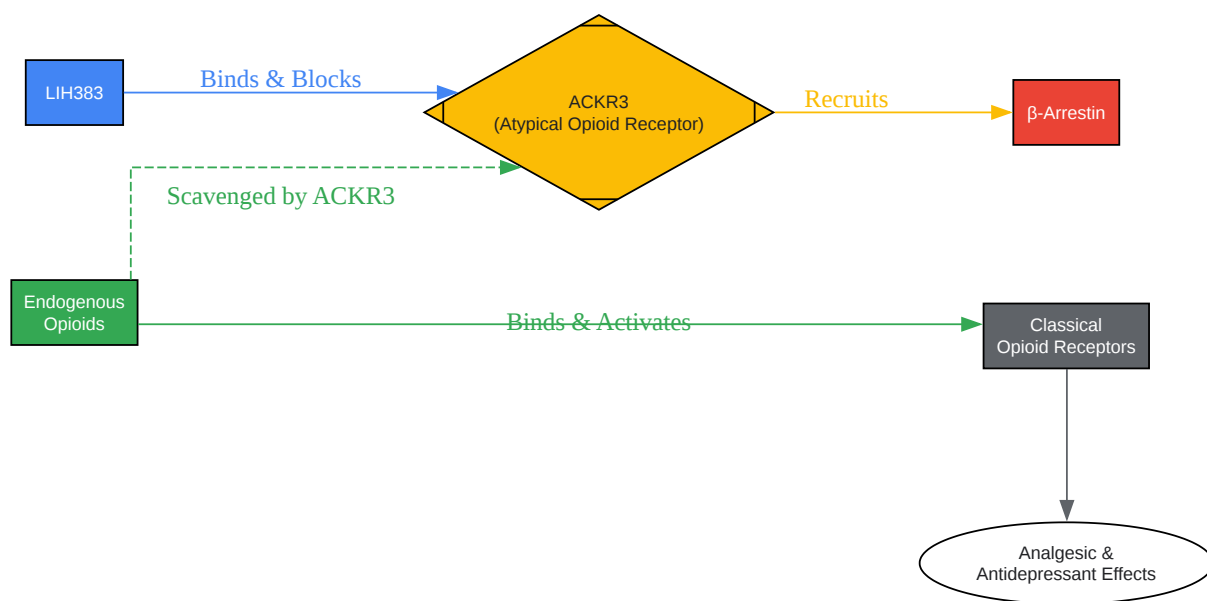 LIH383
Binds & Blocks
ACKR3
(Atypical Opioid Receptor)
Recruits
β-Arrestin
Scavenged by ACKR3
Endogenous
Opioids
Binds & Activates
Classical
Opioid Receptors
Analgesic &
Antidepressant Effects